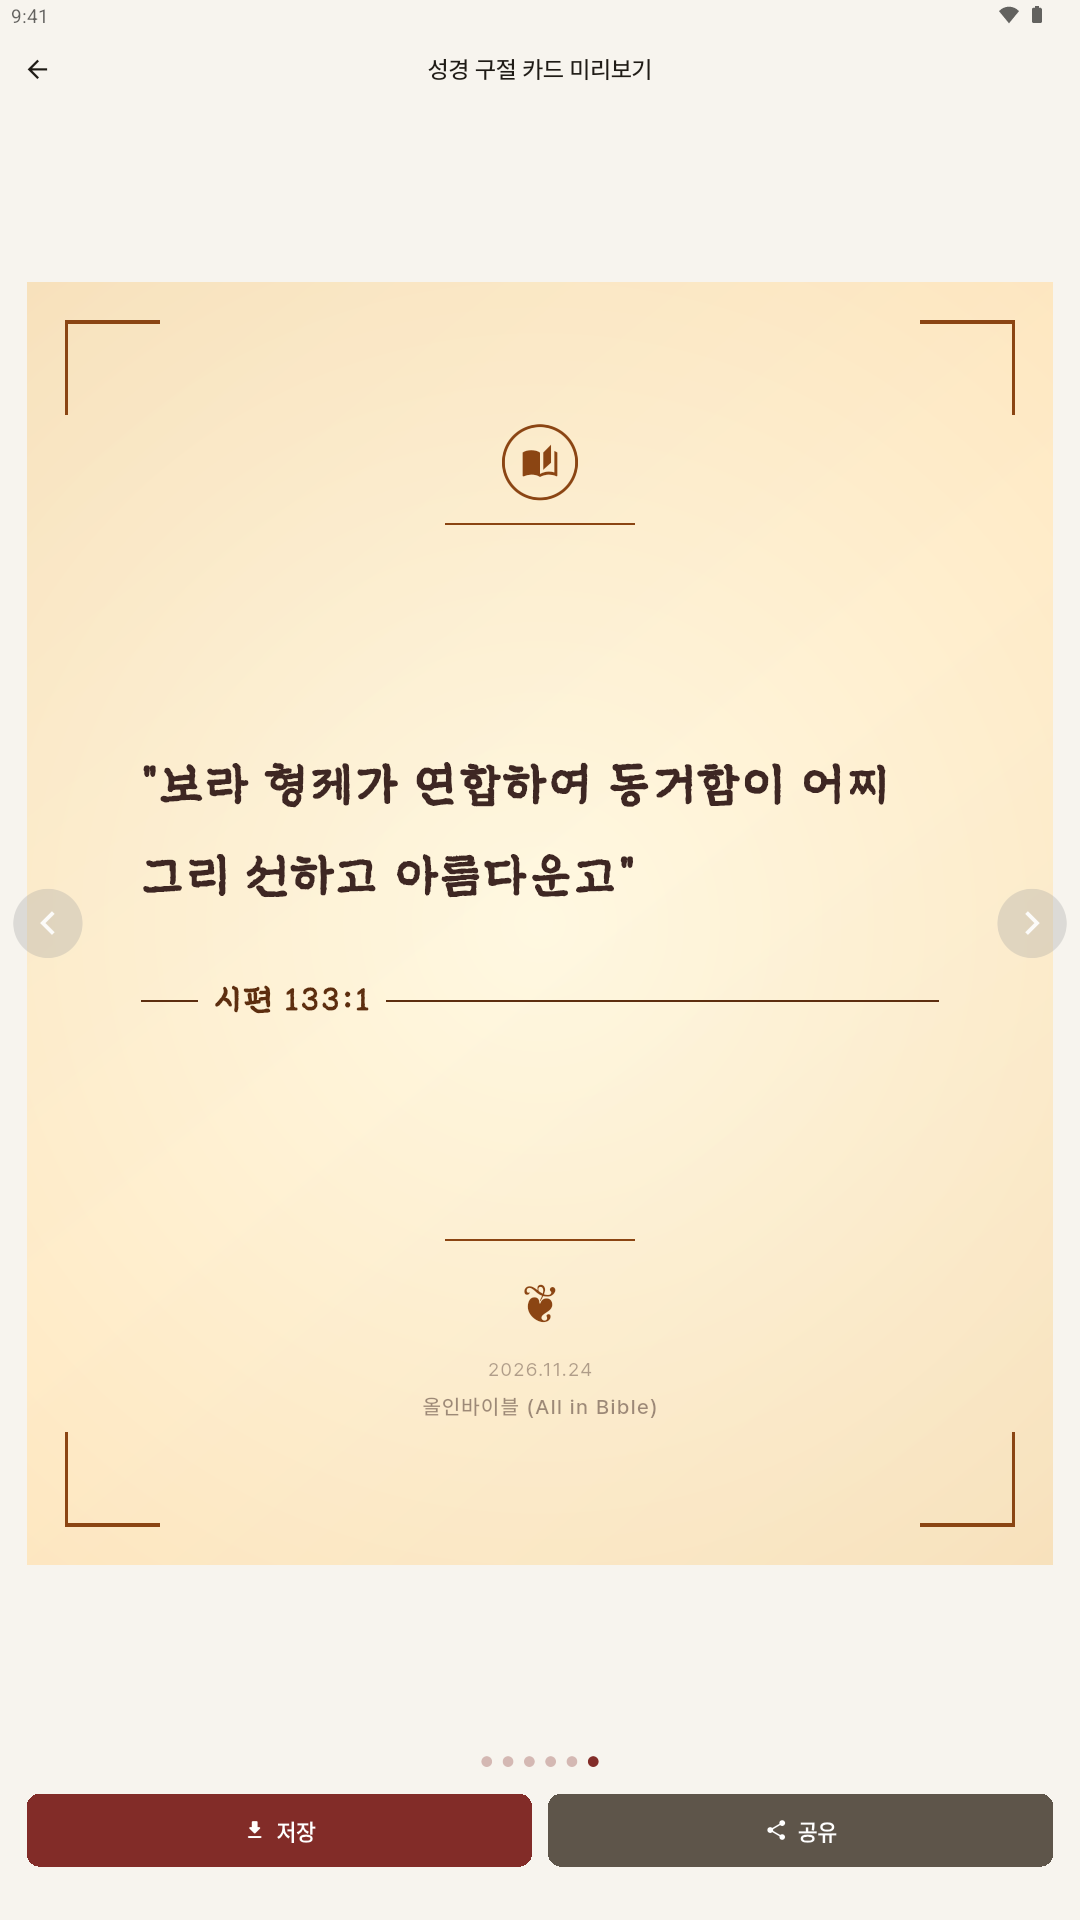 9:41
성경 구절 카드 미리보기
"보라 형제가 연합하여 동거함이 어찌
그리 선하고 아름다운고"
시편 133:1
2026.11.24
올인바이블 (All in Bible)
저장
공유